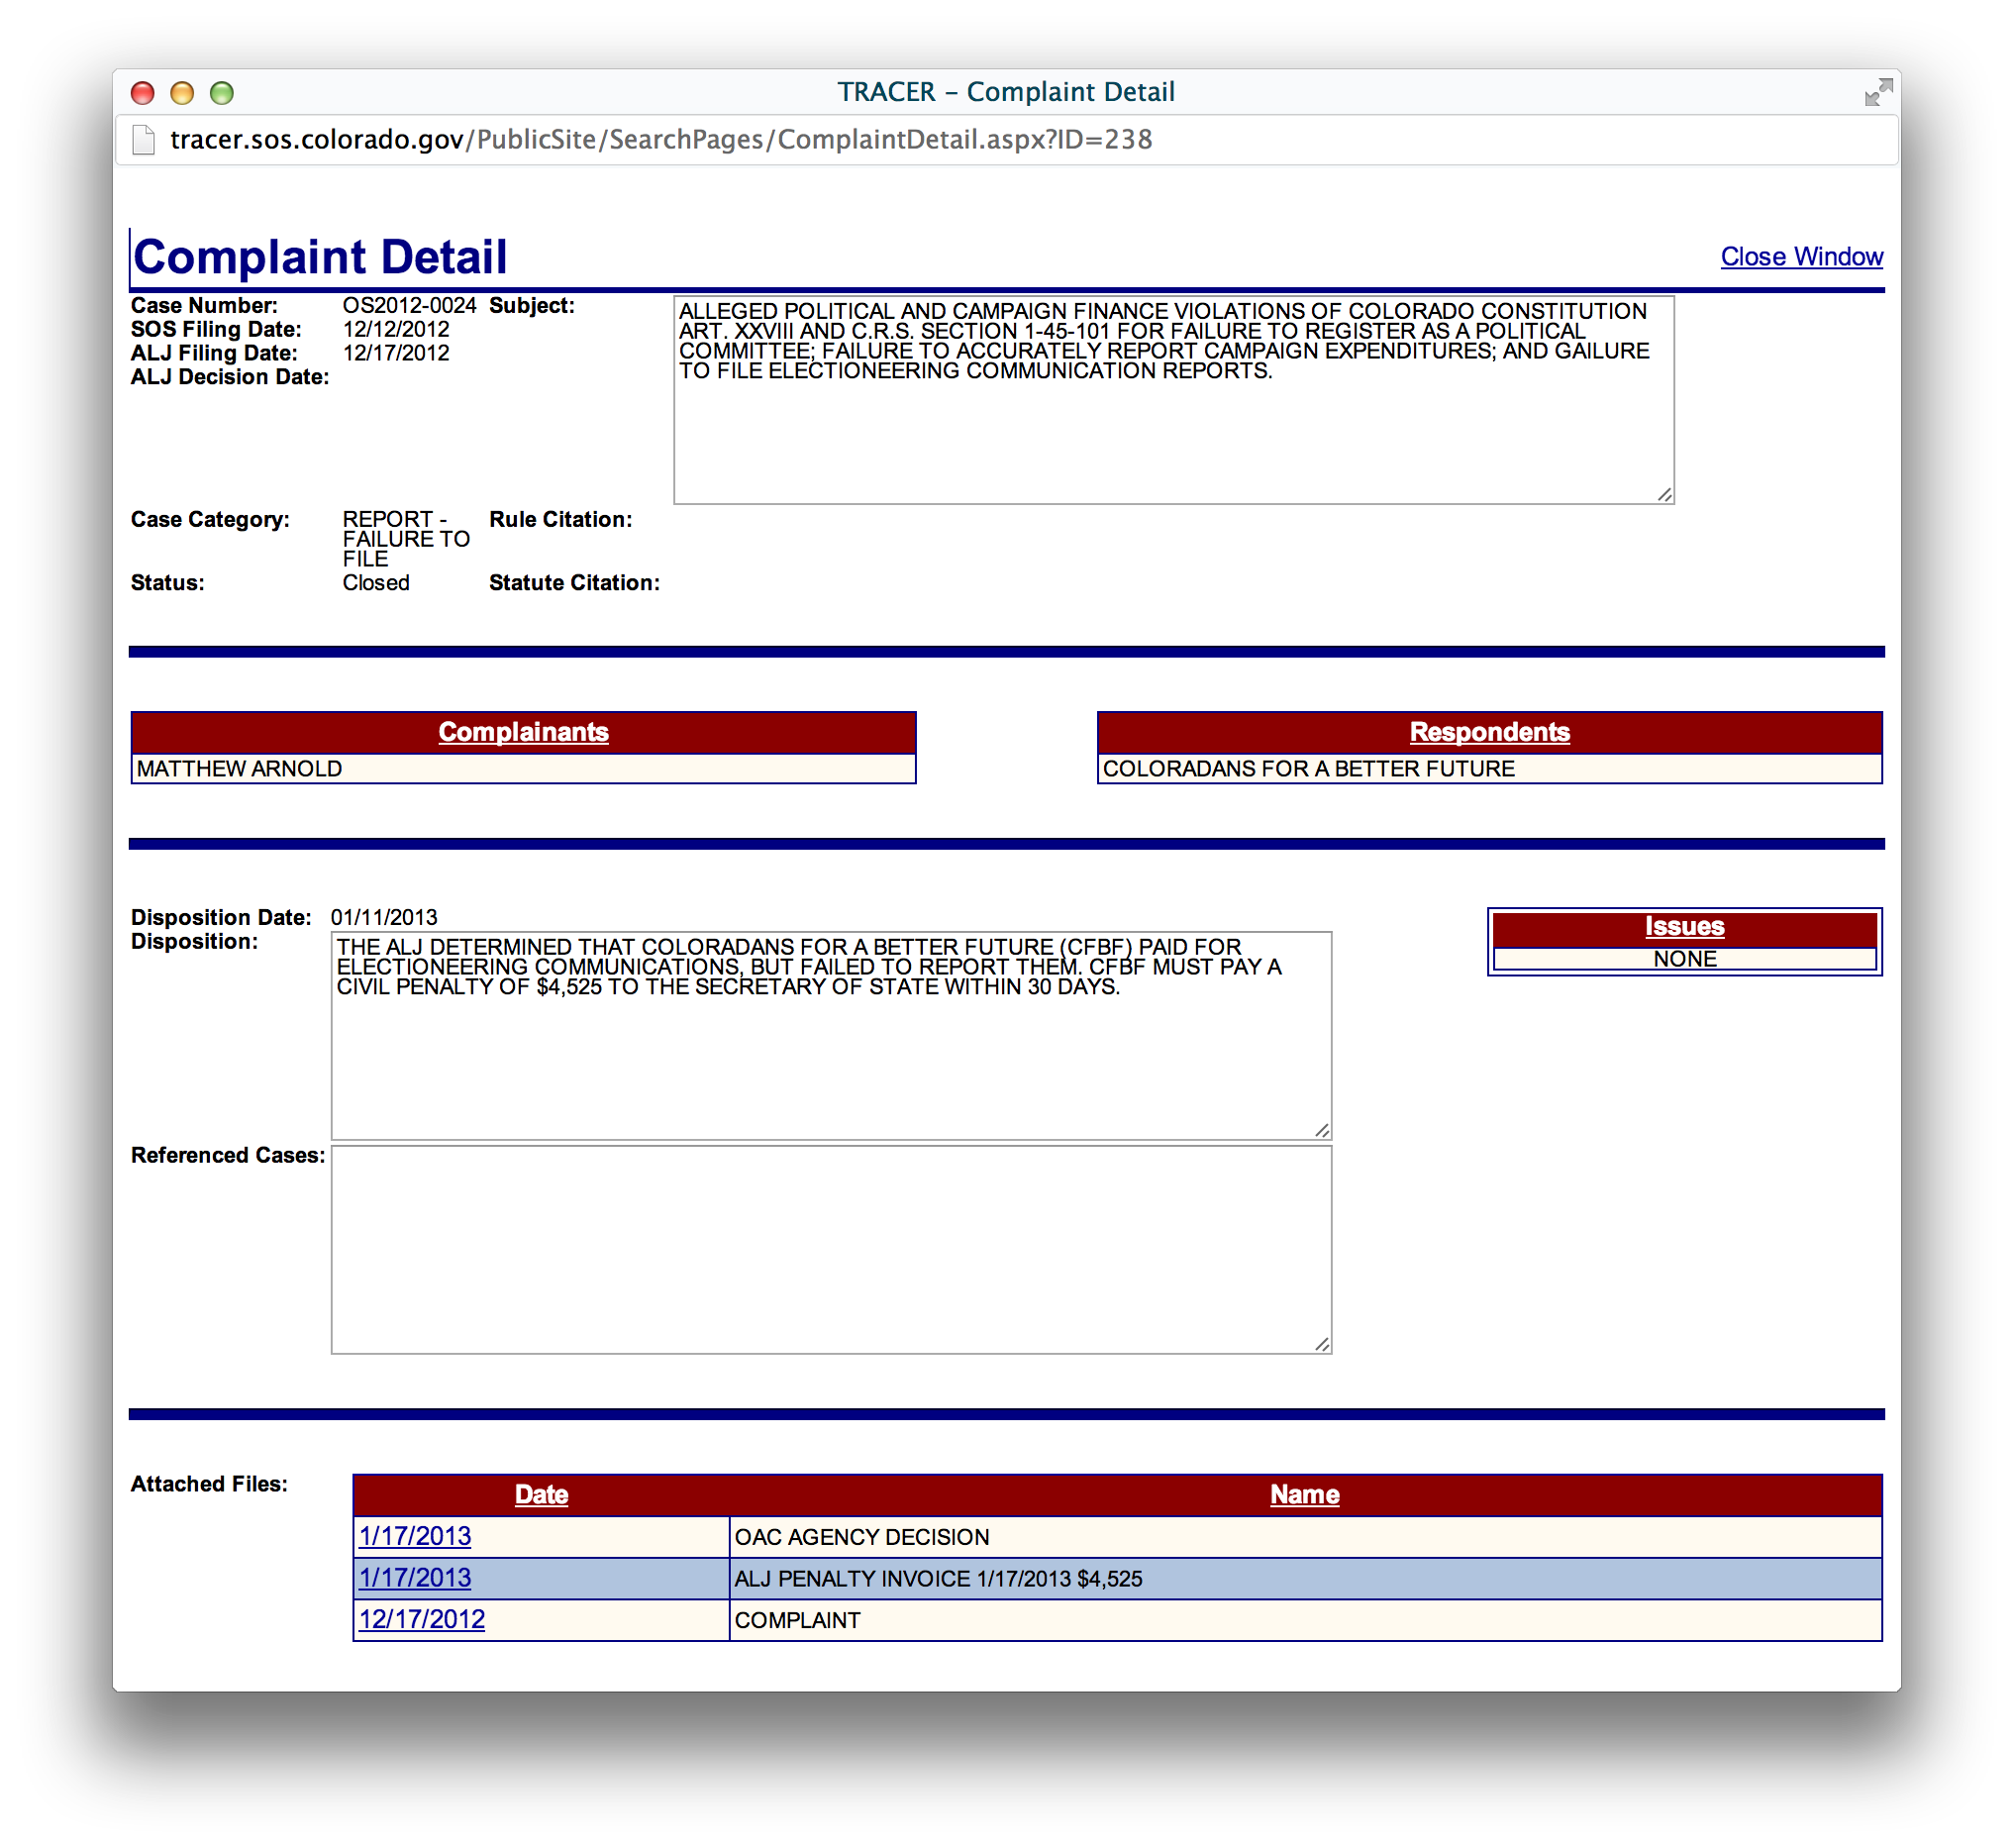 TRACER – Complaint Detail
tracer.sos.colorado.gov/PublicSite/SearchPages/ComplaintDetail.aspx?ID=238
Complaint Detail
Close Window
Case Number: OS2012-0024 Subject:
SOS Filing Date: 12/12/2012
ALJ Filing Date: 12/17/2012
ALJ Decision Date:
ALLEGED POLITICAL AND CAMPAIGN FINANCE VIOLATIONS OF COLORADO CONSTITUTION
ART. XXVIII AND C.R.S. SECTION 1-45-101 FOR FAILURE TO REGISTER AS A POLITICAL
COMMITTEE; FAILURE TO ACCURATELY REPORT CAMPAIGN EXPENDITURES; AND GAILURE
TO FILE ELECTIONEERING COMMUNICATION REPORTS.
Case Category: REPORT - Rule Citation:
FAILURE TO
FILE
Status: Closed Statute Citation:
Complainants
MATTHEW ARNOLD
Respondents
COLORADANS FOR A BETTER FUTURE
Disposition Date: 01/11/2013
Disposition:
THE ALJ DETERMINED THAT COLORADANS FOR A BETTER FUTURE (CFBF) PAID FOR
ELECTIONEERING COMMUNICATIONS, BUT FAILED TO REPORT THEM. CFBF MUST PAY A
CIVIL PENALTY OF $4,525 TO THE SECRETARY OF STATE WITHIN 30 DAYS.
Issues
NONE
Referenced Cases:
Attached Files:
Date Name
1/17/2013 OAC AGENCY DECISION
1/17/2013 ALJ PENALTY INVOICE 1/17/2013 $4,525
12/17/2012 COMPLAINT